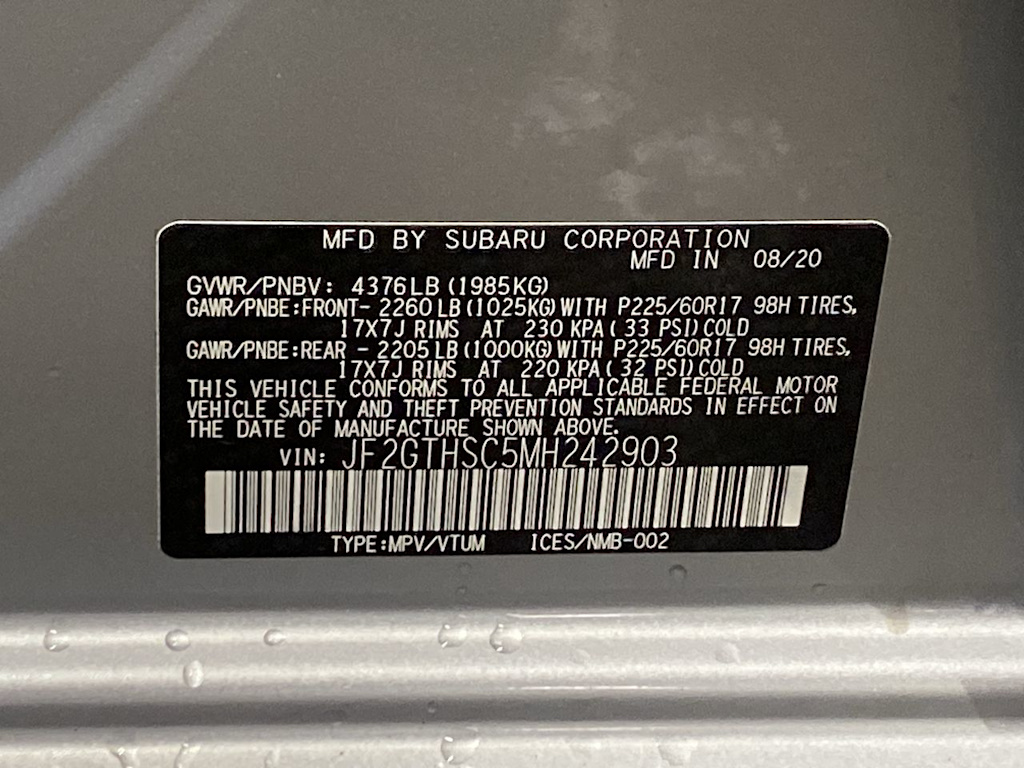 MFD BY SUBARU CORPORATION
MFD IN 08/20
GVWR/PNBV: 4376LB(1985KG)
GAWR/PNBE:FRONT- 2260LB(1025KG)WITH P225/60R17 98H TIRES,
17X7J RIMS AT 230 KPA( 33 PSI)COLD
GAWR/PNBE:REAR - 2205LB(1000KG)WITH P225/60R17 98H TIRES,
17X7J RIMS AT 220 KPA( 32 PSI)COLD
THIS VEHICLE CONFORMS TO ALL APPLICABLE FEDERAL MOTOR
VEHICLE SAFETY AND THEFT PREVENTION STANDARDS IN EFFECT ON
THE DATE OF MANUFACTURE SHOWN ABOVE.
VIN: JF2GTHSC5MH242903
TYPE:MPV/VTUM ICES/NMB-002